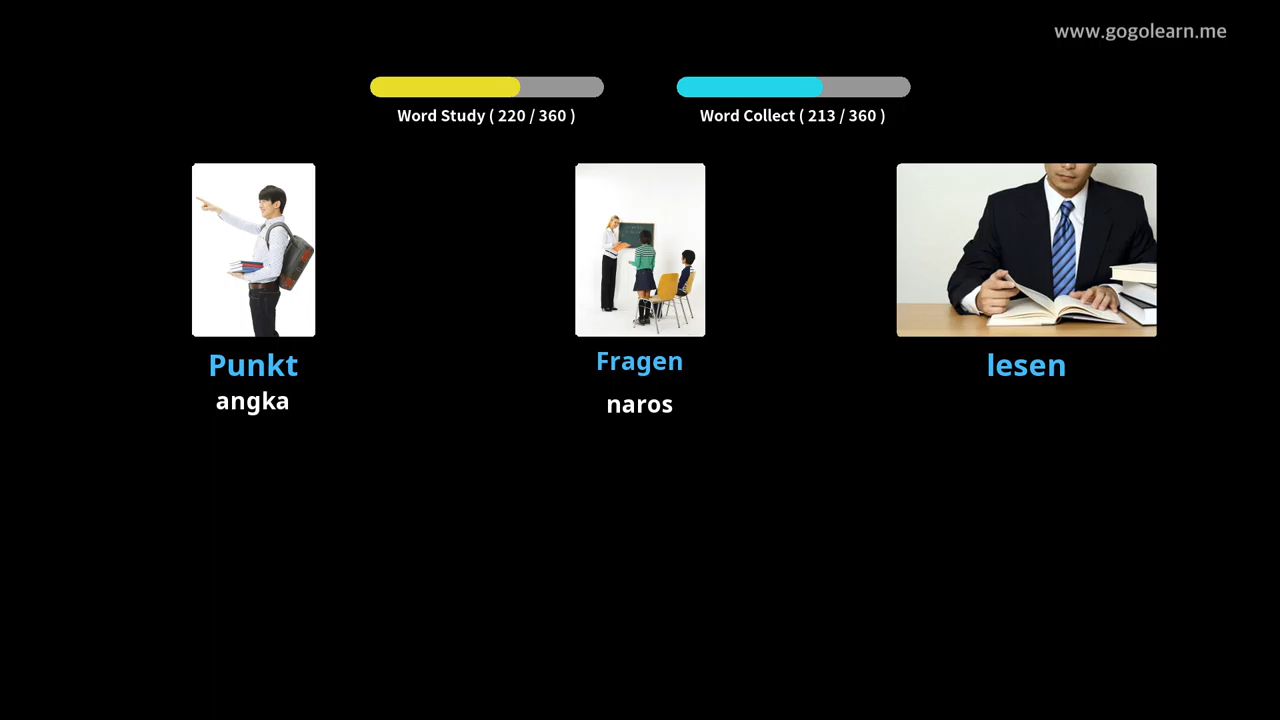 www.gogolearn.me
Word Study ( 220 / 360 )
Word Collect ( 213 / 360 )
Punkt
angka
Fragen
naros
lesen